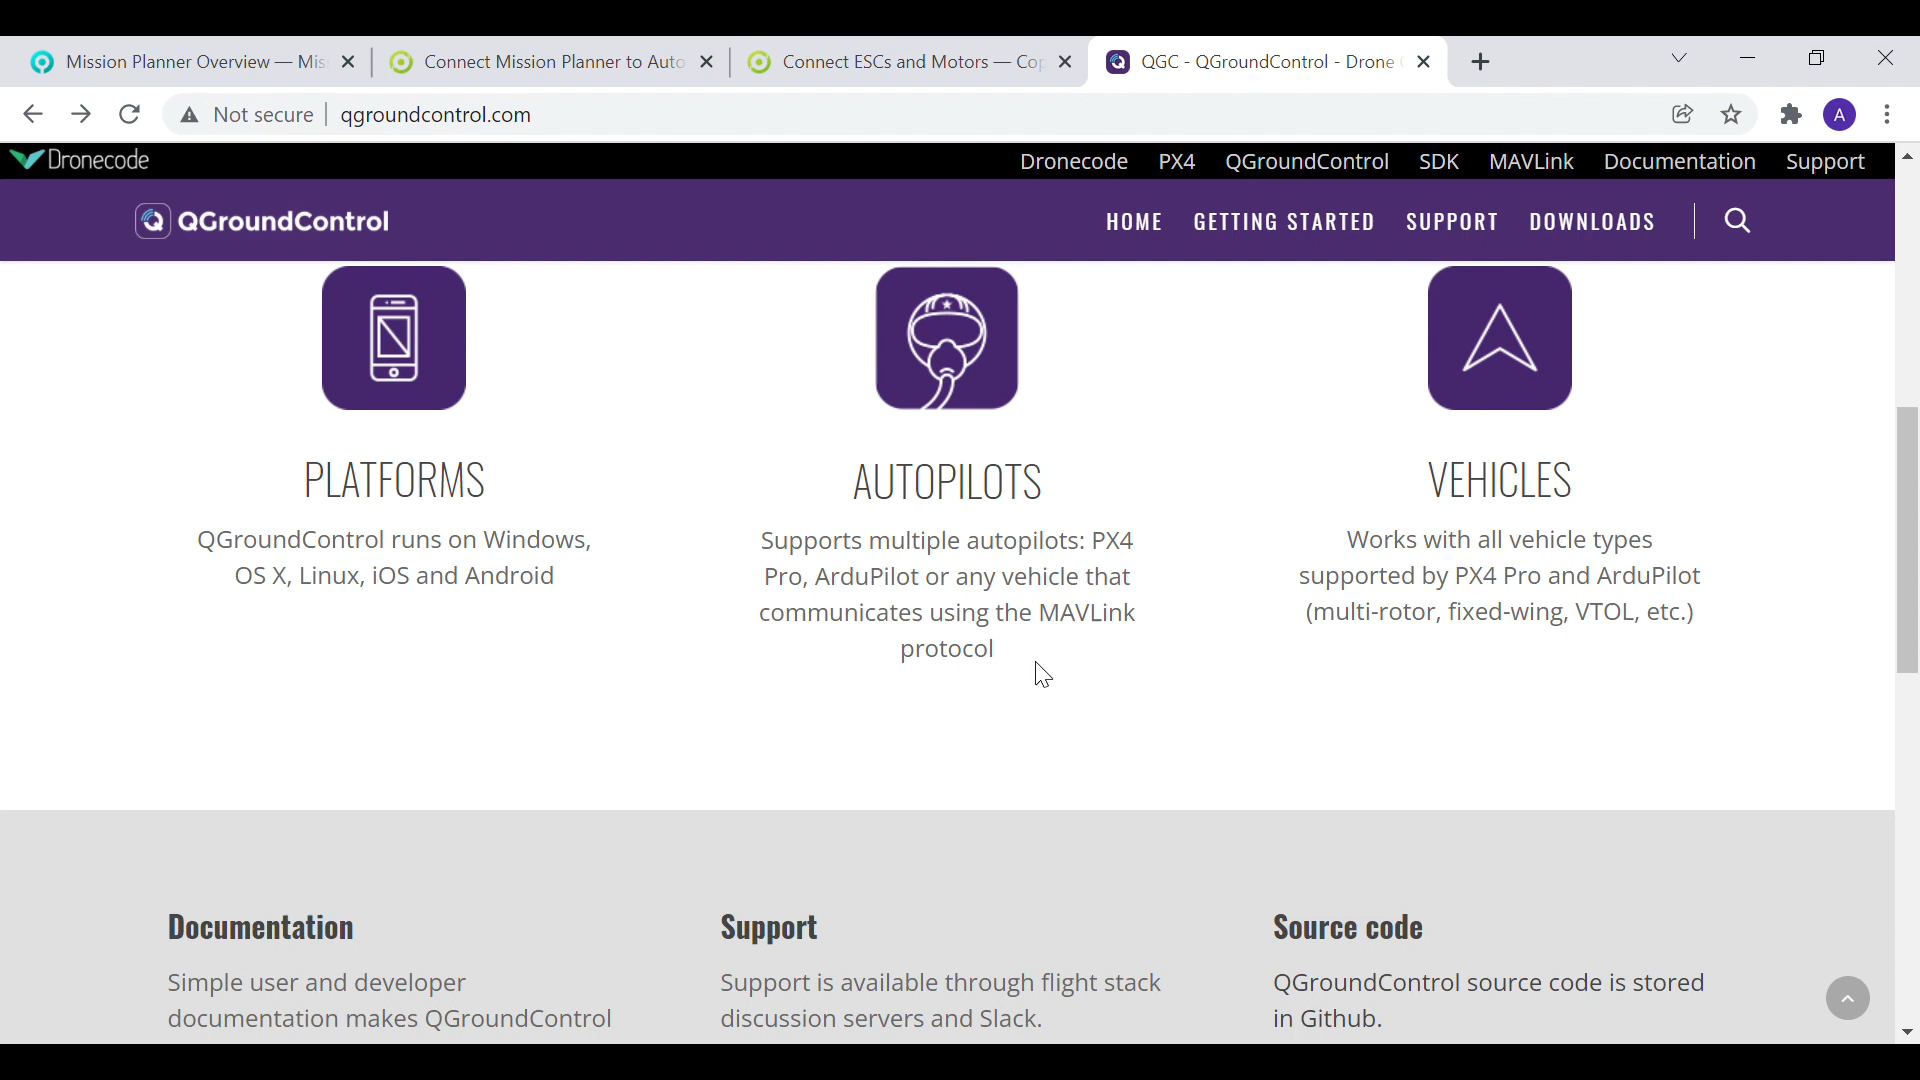 Mission Planner Overview — Mis
Connect Mission Planner to Auto
Connect ESCs and Motors — Cop
QGC - QGroundControl - Drone
Not secure
qgroundcontrol.com
A
Dronecode
Dronecode
PX4
QGroundControl
SDK
MAVLink
Documentation
Support
QGroundControl
HOME
GETTING STARTED
SUPPORT
DOWNLOADS
PLATFORMS
QGroundControl runs on Windows,
OS X, Linux, iOS and Android
AUTOPILOTS
Supports multiple autopilots: PX4
Pro, ArduPilot or any vehicle that
communicates using the MAVLink
protocol
VEHICLES
Works with all vehicle types
supported by PX4 Pro and ArduPilot
(multi-rotor, fixed-wing, VTOL, etc.)
Documentation
Simple user and developer
documentation makes QGroundControl
Support
Support is available through flight stack
discussion servers and Slack.
Source code
QGroundControl source code is stored
in Github.